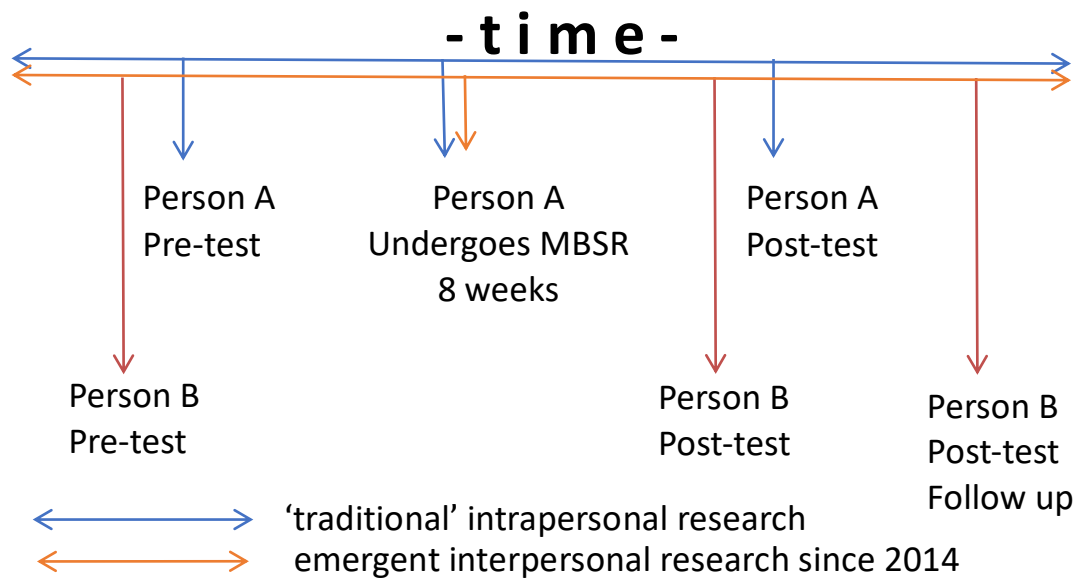 - t i m e -
Person A
Pre-test
Person A
Undergoes MBSR
8 weeks
Person A
Post-test
Person B
Pre-test
Person B
Post-test
Person B
Post-test
Follow up
‘traditional’ intrapersonal research
emergent interpersonal research since 2014